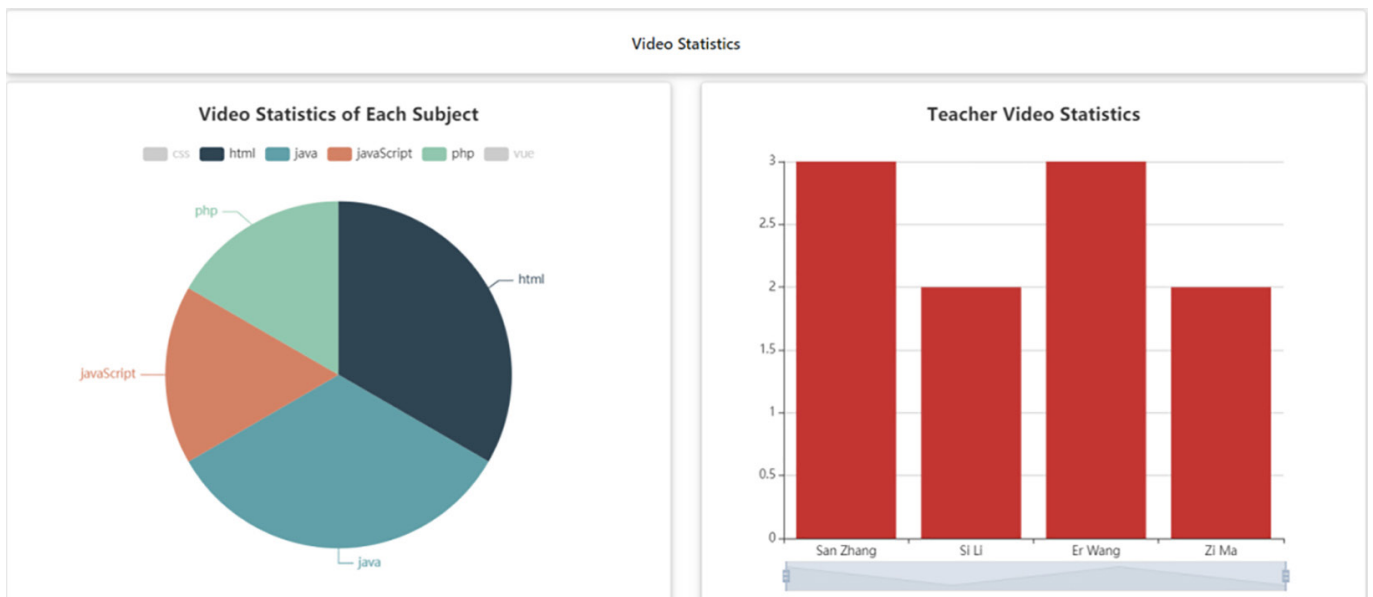 Video Statistics
Video Statistics of Each Subject
css html java javaScript php vue
php
html
javaScript
java
Teacher Video Statistics
3
2.5
2
1.5
1
0.5
0
San Zhang Si Li Er Wang Zi Ma